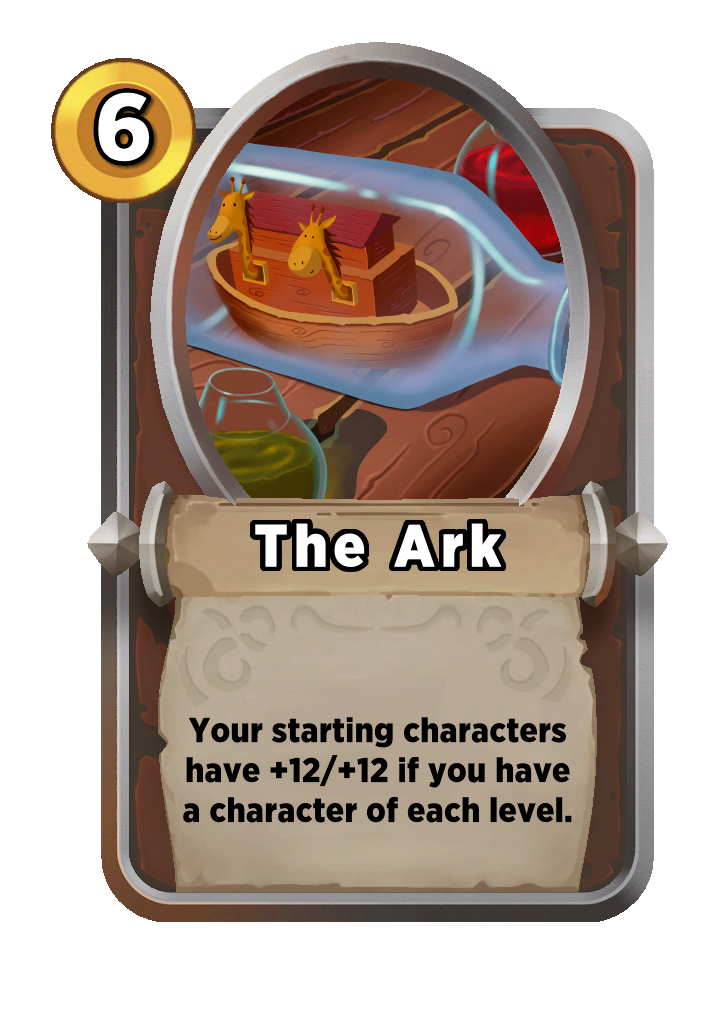 6
The Ark
Your starting characters
have +12/+12 if you have
a character of each level.